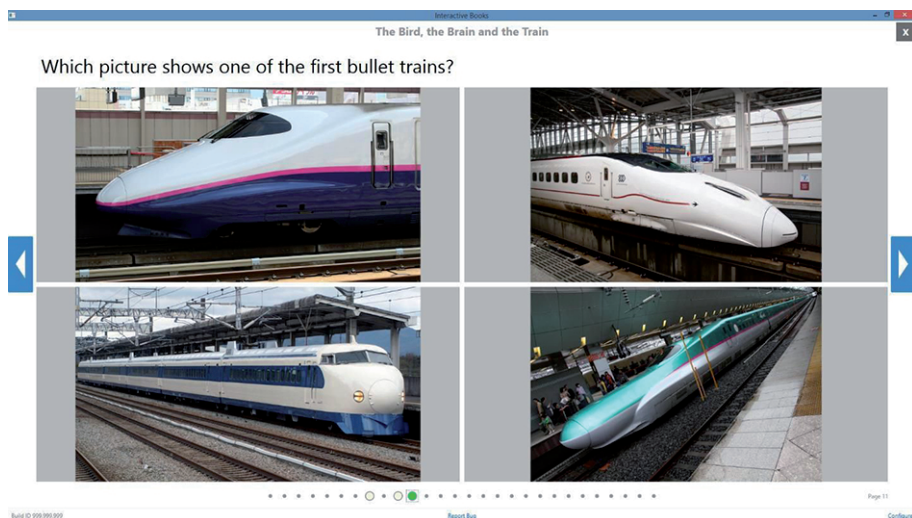 Interactive Books
The Bird, the Brain and the Train
X
Which picture shows one of the first bullet trains?
Page 11
Build ID 999.999.999
Report Bug
Configure